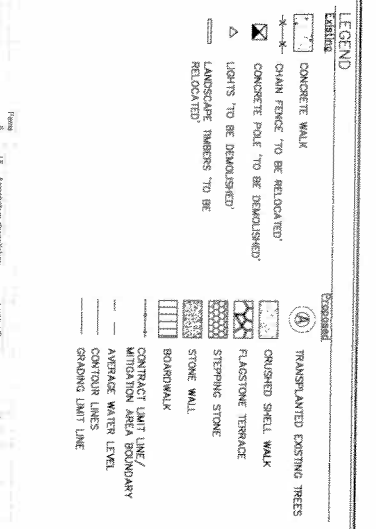 LEGEND
Existing
CONCRETE WALK
CHAIN FENCE 'TO BE RELOCATED'
CONCRETE POLE 'TO BE DEMOLISHED'
LIGHTS 'TO BE DEMOLISHED'
LANDSCAPE TIMBERS 'TO BE
RELOCATED'
Proposed
A TRANSPLANTED EXISTING TREES
CRUSHED SHELL WALK
FLAGSTONE TERRACE
STEPPING STONE
STONE WALL
BOARDWALK
CONTRACT LIMIT LINE/
MITIGATION AREA BOUNDARY
AVERAGE WATER LEVEL
CONTOUR LINES
GRADING LIMIT LINE